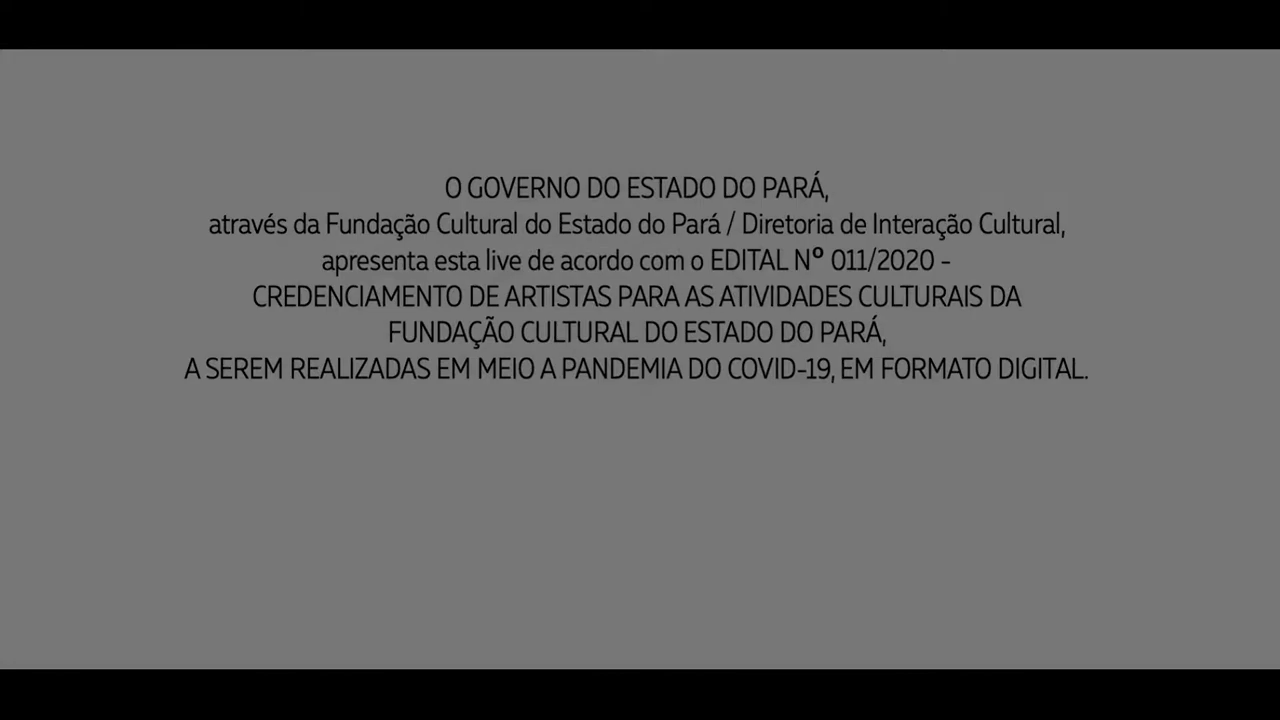 O GOVERNO DO ESTADO DO PARÁ,
através da Fundação Cultural do Estado do Pará / Diretoria de Interação Cultural,
apresenta esta live de acordo com o EDITAL Nº 011/2020 -
CREDENCIAMENTO DE ARTISTAS PARA AS ATIVIDADES CULTURAIS DA
FUNDAÇÃO CULTURAL DO ESTADO DO PARÁ,
A SEREM REALIZADAS EM MEIO A PANDEMIA DO COVID-19, EM FORMATO DIGITAL.